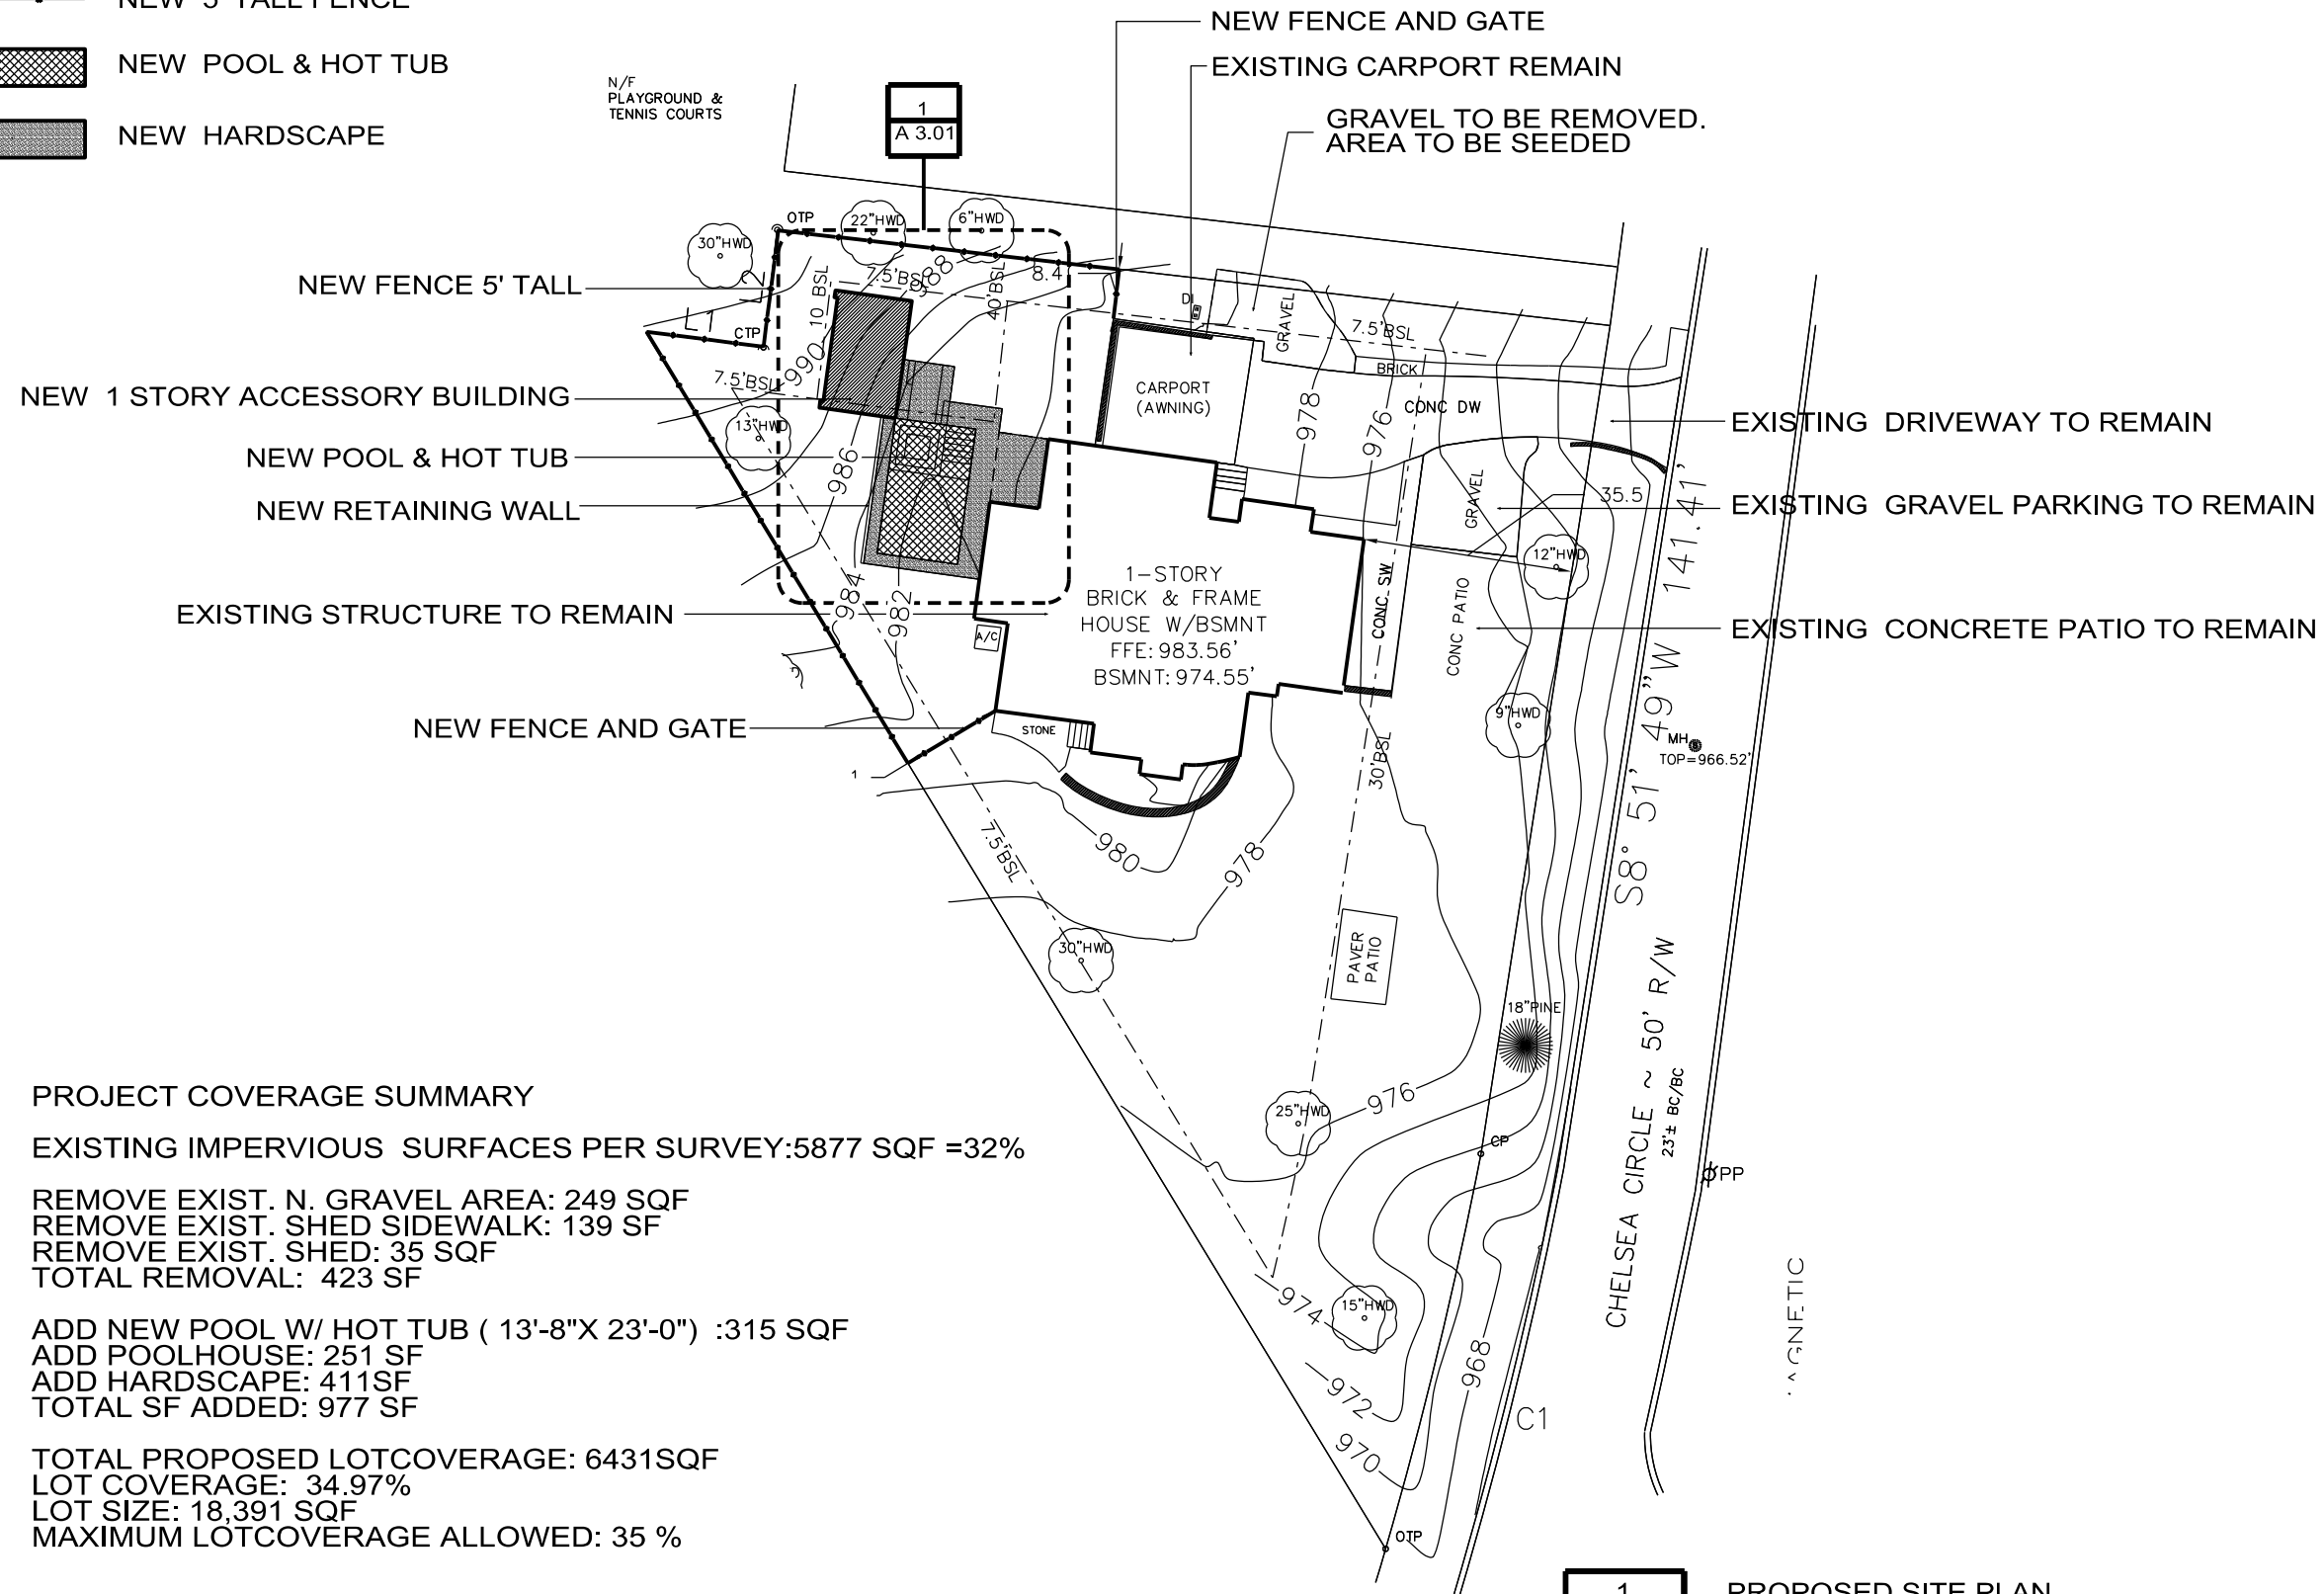 NEW 5' TALL FENCE
NEW POOL & HOT TUB
NEW HARDSCAPE
N/F
PLAYGROUND &
TENNIS COURTS
1
A 3.01
NEW FENCE AND GATE
EXISTING CARPORT REMAIN
GRAVEL TO BE REMOVED.
AREA TO BE SEEDED
OTP
22"HWD
6"HWD
30"HWD
NEW FENCE 5' TALL
L2
L1
CTP
10 BSL
7.5'BSL
988
40'BSL
8.4
DI
GRAVEL
7.5'BSL
990
7.5'BSL
NEW 1 STORY ACCESSORY BUILDING
CARPORT
(AWNING)
BRICK
CONC DW
978
976
EXISTING DRIVEWAY TO REMAIN
13"HWD
NEW POOL & HOT TUB
986
NEW RETAINING WALL
GRAVEL
35.5
EXISTING GRAVEL PARKING TO REMAIN
12"HWD
984
982
EXISTING STRUCTURE TO REMAIN
A/C
1-STORY
BRICK & FRAME
HOUSE W/BSMNT
FFE: 983.56'
BSMNT: 974.55'
CONC SW
CONC PATIO
EXISTING CONCRETE PATIO TO REMAIN
S8° 51' 49"W 141.41'
NEW FENCE AND GATE
STONE
9"HWD
MH
TOP=966.52'
1
30'BSL
7.5'BSL
980
978
30"HWD
PAVER
PATIO
18"PINE
CHELSEA CIRCLE ~ 50' R/W
23'± BC/BC
25"HWD
976
CP
PP
974
15"HWD
968
972
970
C1
OTP
PROJECT COVERAGE SUMMARY
EXISTING IMPERVIOUS SURFACES PER SURVEY:5877 SQF =32%
REMOVE EXIST. N. GRAVEL AREA: 249 SQF
REMOVE EXIST. SHED SIDEWALK: 139 SF
REMOVE EXIST. SHED: 35 SQF
TOTAL REMOVAL: 423 SF
ADD NEW POOL W/ HOT TUB ( 13'-8"X 23'-0") :315 SQF
ADD POOLHOUSE: 251 SF
ADD HARDSCAPE: 411SF
TOTAL SF ADDED: 977 SF
TOTAL PROPOSED LOTCOVERAGE: 6431SQF
LOT COVERAGE: 34.97%
LOT SIZE: 18,391 SQF
MAXIMUM LOTCOVERAGE ALLOWED: 35 %
1
PROPOSED SITE PLAN